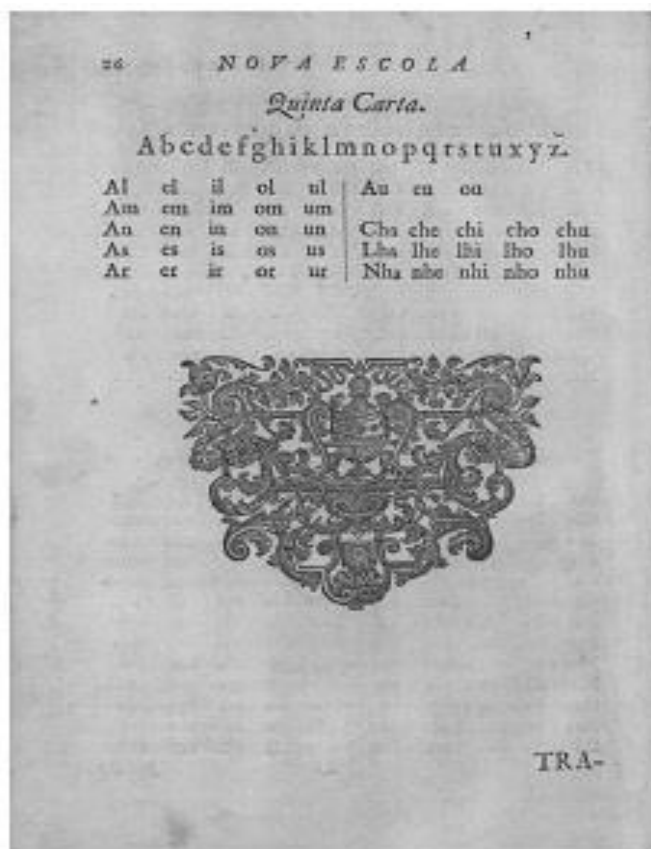 26 NOVA ESCOLA
Quinta Carta.
Abcdefghiklmnopqrstuxyz.
Al el il ol ul | Au eu ou
Am em im om um
An en in on un | Cha che chi cho chu
As es is os us | Lha lhe lhi lho lhu
Ar er ir or ur | Nha nhe nhi nho nhu
TRA-